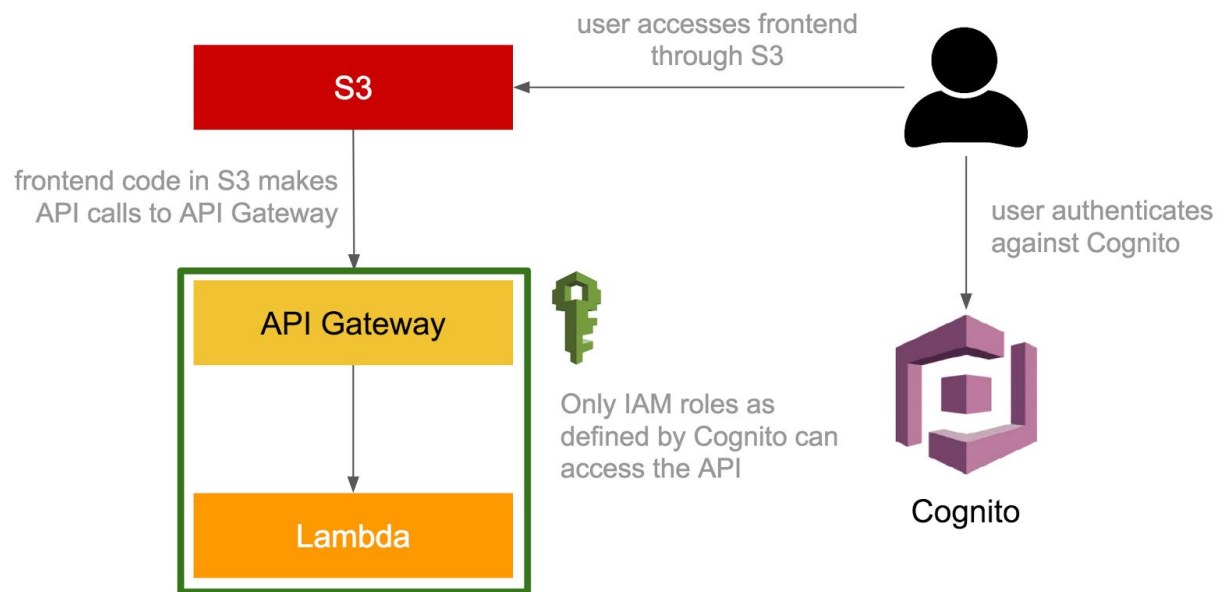 user accesses frontend
through S3
S3
frontend code in S3 makes
API calls to API Gateway
user authenticates
against Cognito
API Gateway
Only IAM roles as
defined by Cognito can
access the API
Lambda
Cognito